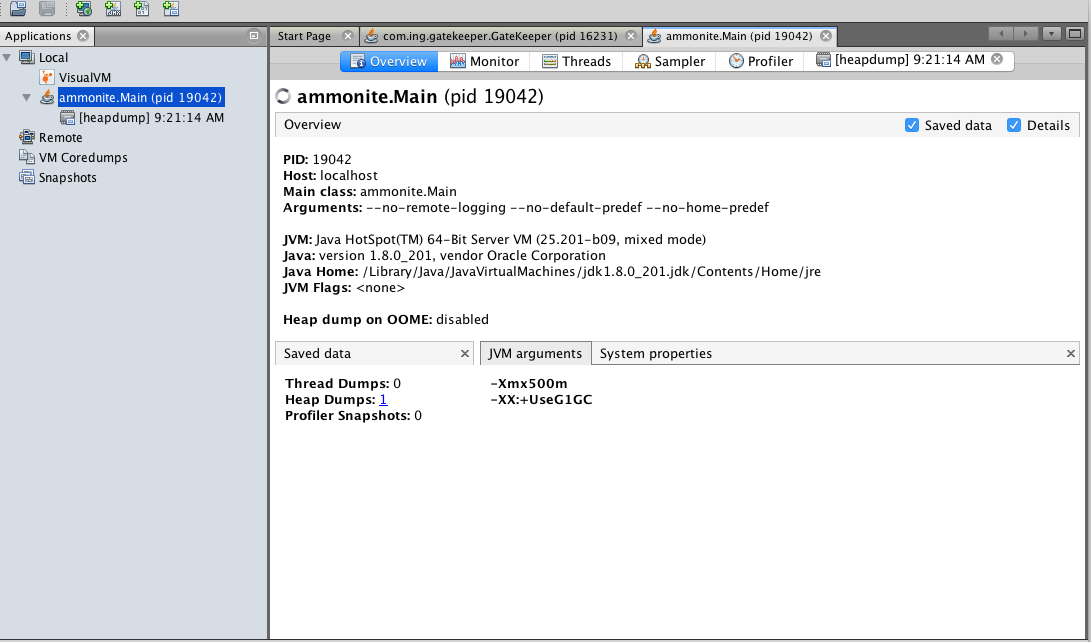 Applications
Local
VisualVM
ammonite.Main (pid 19042)
[heapdump] 9:21:14 AM
Remote
VM Coredumps
Snapshots
Start Page com.ing.gatekeeper.GateKeeper (pid 16231) ammonite.Main (pid 19042)
Overview Monitor Threads Sampler Profiler [heapdump] 9:21:14 AM
ammonite.Main (pid 19042)
Overview Saved data Details
PID: 19042
Host: localhost
Main class: ammonite.Main
Arguments: --no-remote-logging --no-default-predef --no-home-predef
JVM: Java HotSpot(TM) 64-Bit Server VM (25.201-b09, mixed mode)
Java: version 1.8.0_201, vendor Oracle Corporation
Java Home: /Library/Java/JavaVirtualMachines/jdk1.8.0_201.jdk/Contents/Home/jre
JVM Flags: <none>
Heap dump on OOME: disabled
Saved data
Thread Dumps: 0
Heap Dumps: 1
Profiler Snapshots: 0
JVM arguments System properties
-Xmx500m
-XX:+UseG1GC